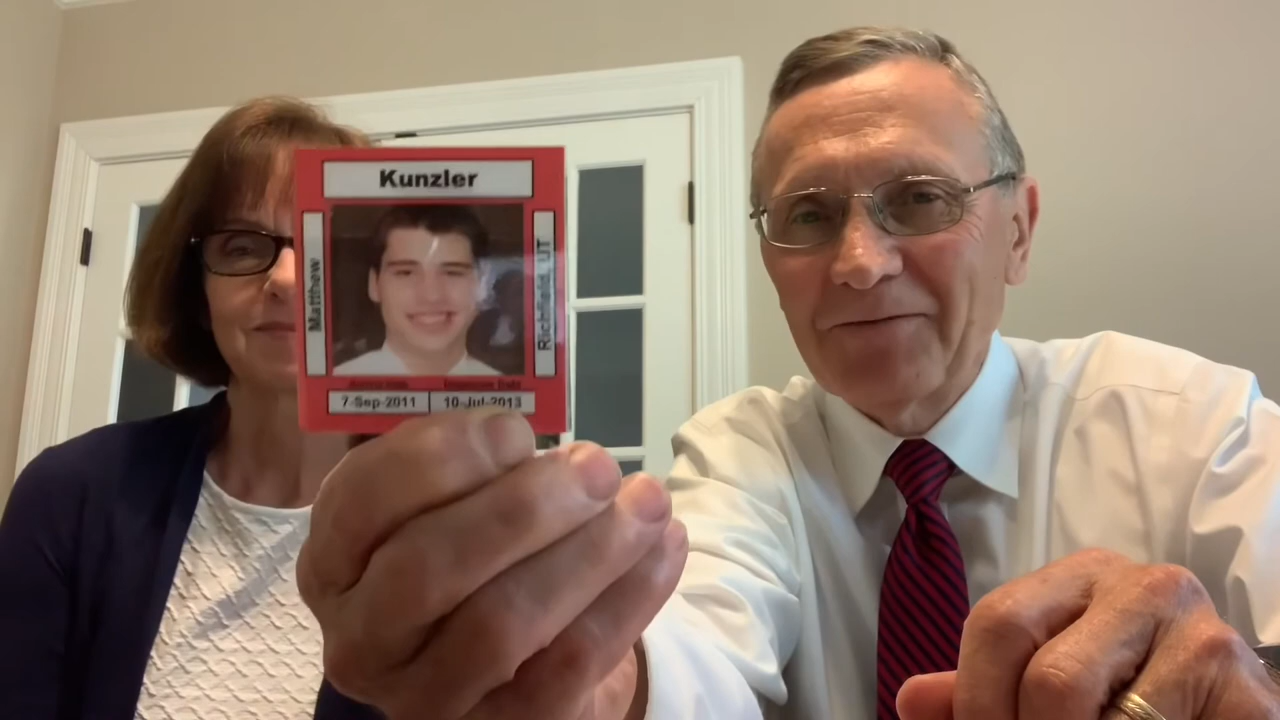 Kunzler
Matthew
Richfield, UT
7-Sep-2011
10-Jul-2013